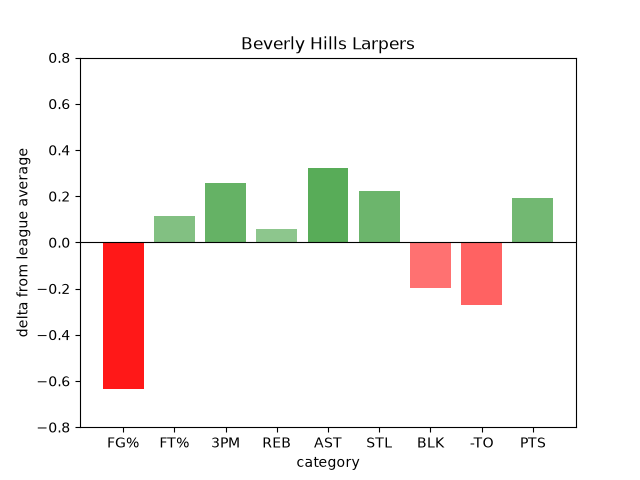 Beverly Hills Larpers
0.8
0.6
0.4
0.2
0.0
−0.2
−0.4
−0.6
−0.8
delta from league average
FG% FT% 3PM REB AST STL BLK -TO PTS
category